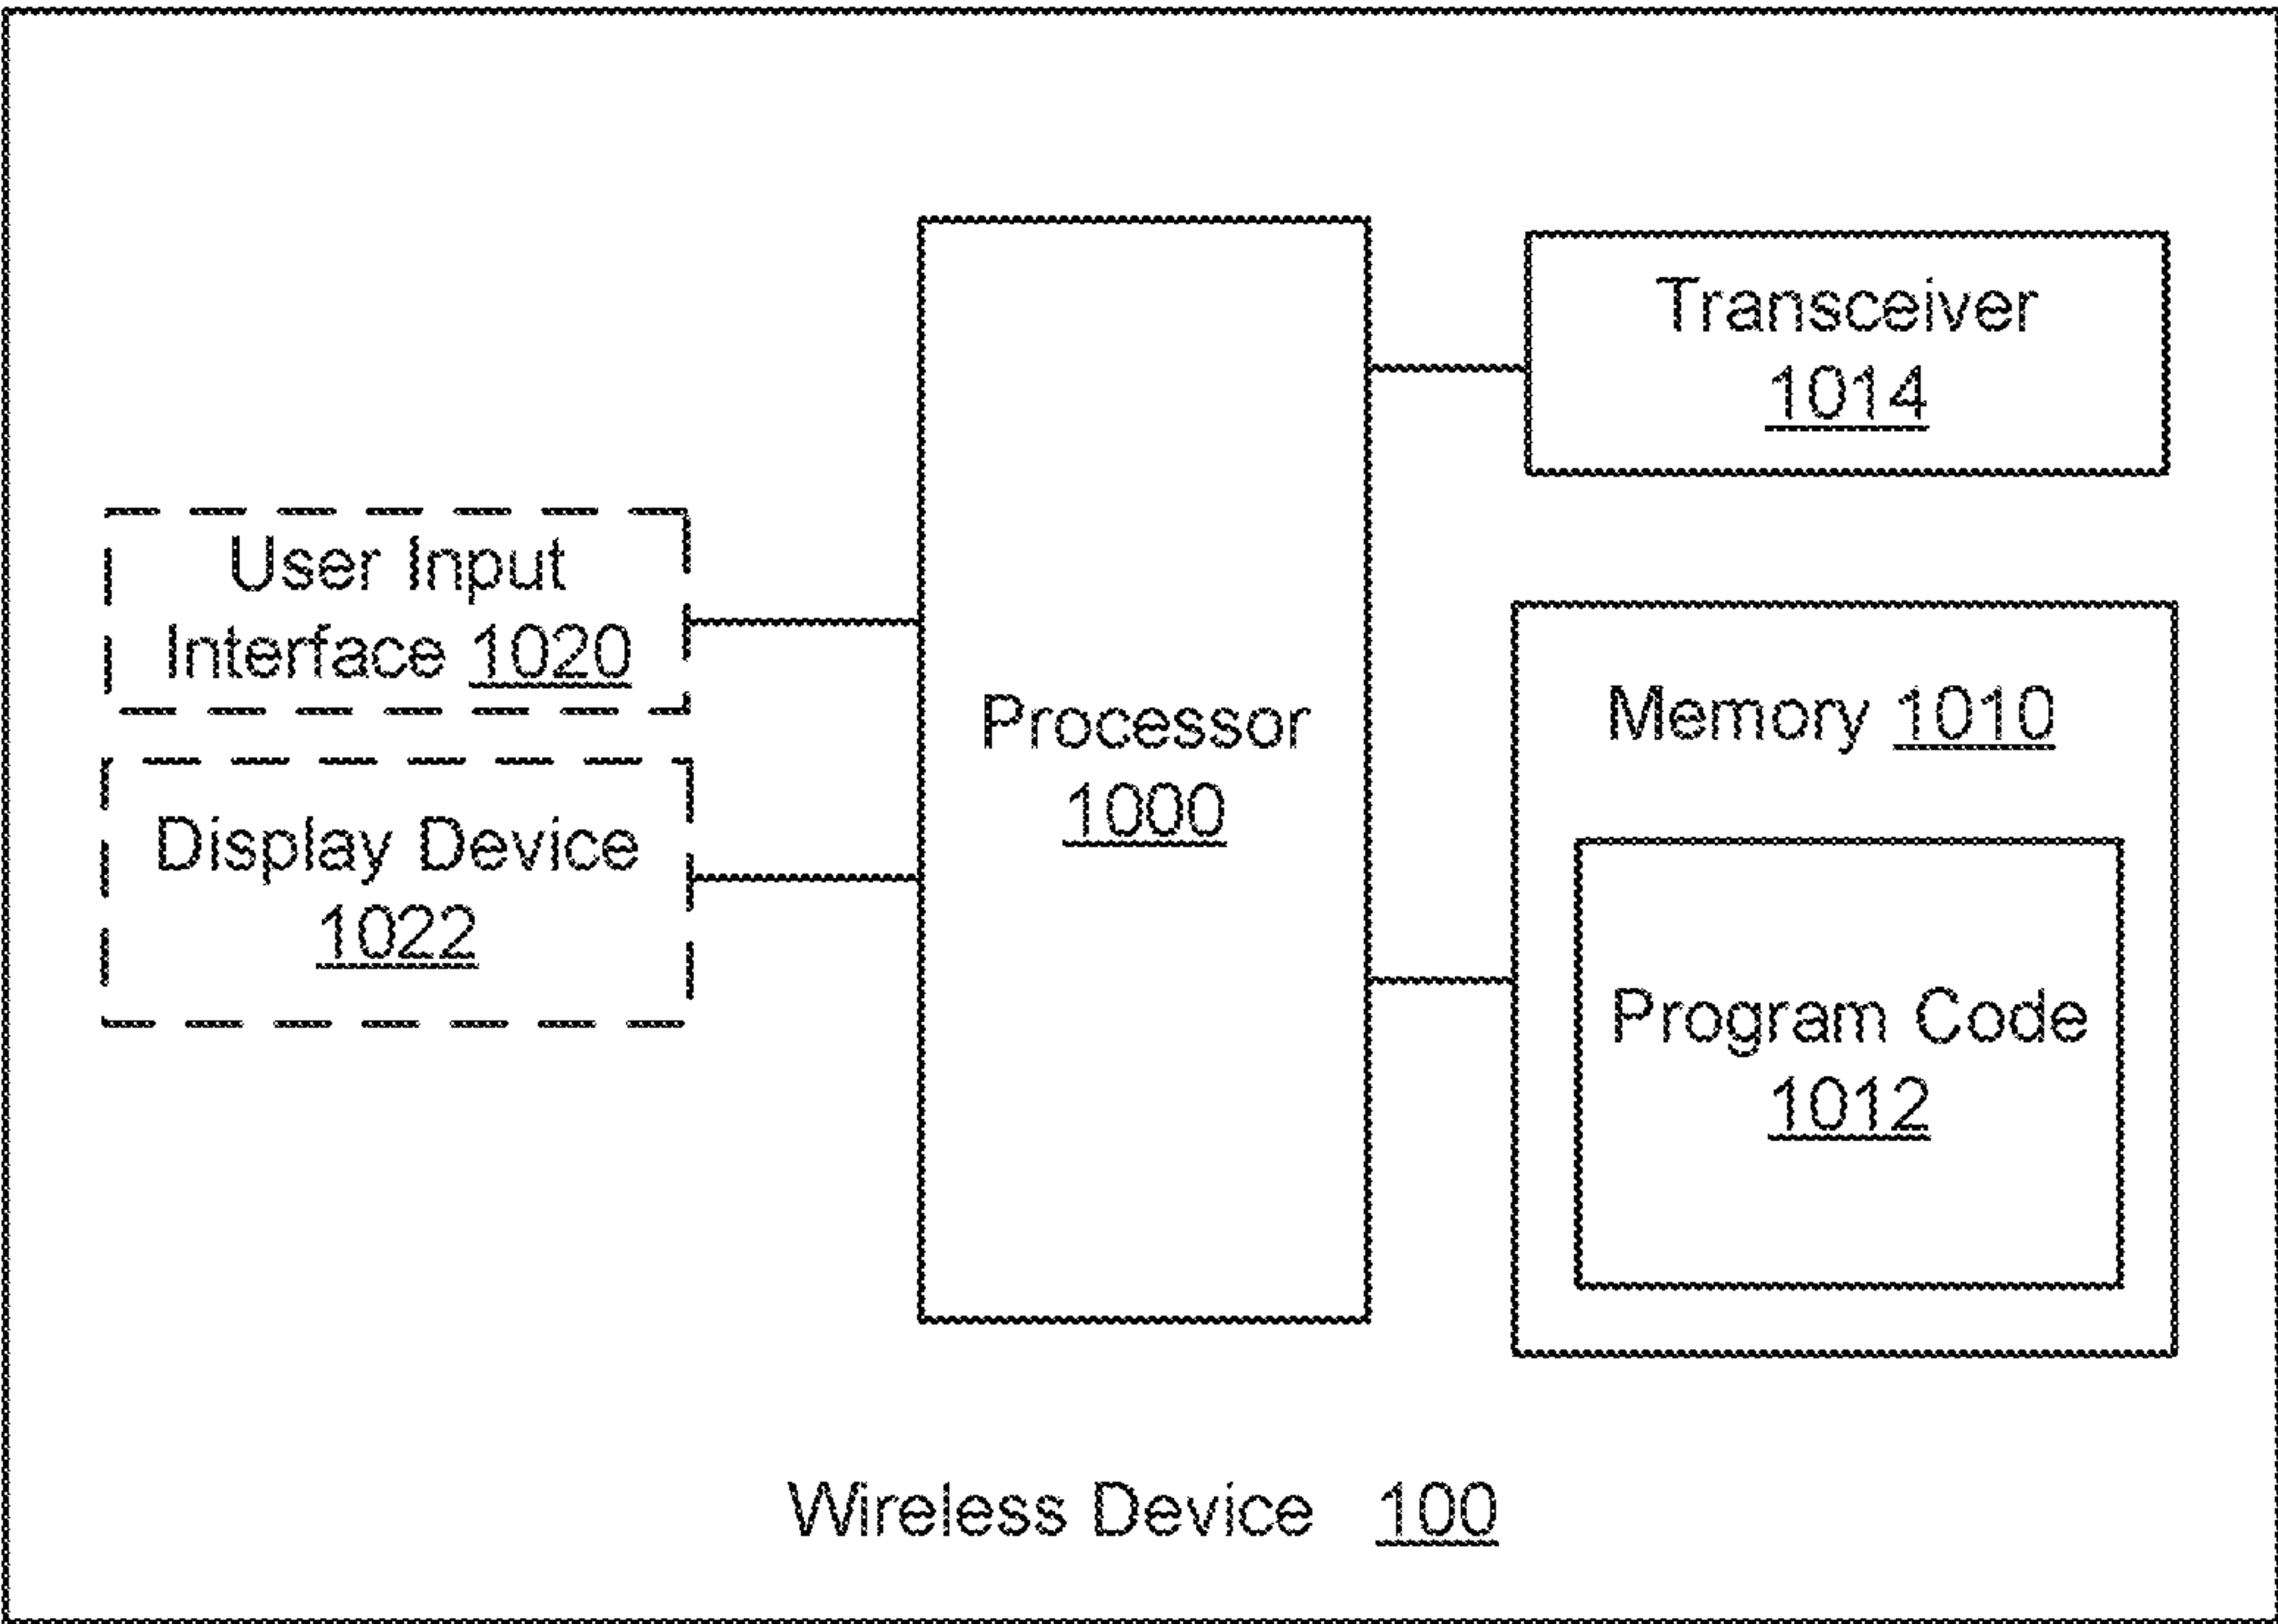 User Input
Interface 1020
Display Device
1022
Processor
1000
Transceiver
1014
Memory 1010
Program Code
1012
Wireless Device 100